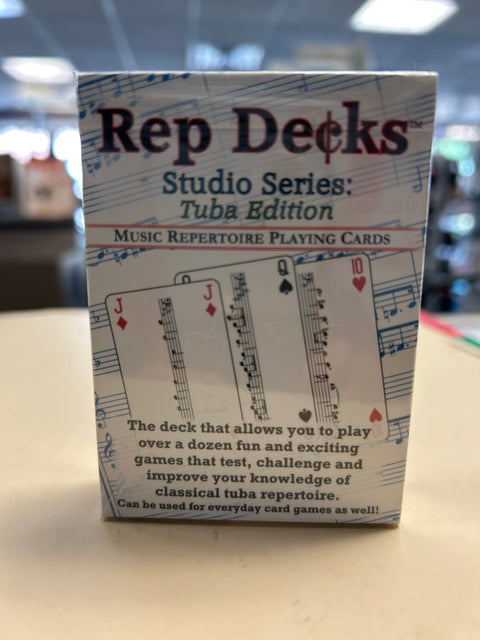 Rep De¢ks™
Studio Series:
Tuba Edition
MUSIC REPERTOIRE PLAYING CARDS
J
J
Q
10
The deck that allows you to play
over a dozen fun and exciting
games that test, challenge and
improve your knowledge of
classical tuba repertoire.
Can be used for everyday card games as well!